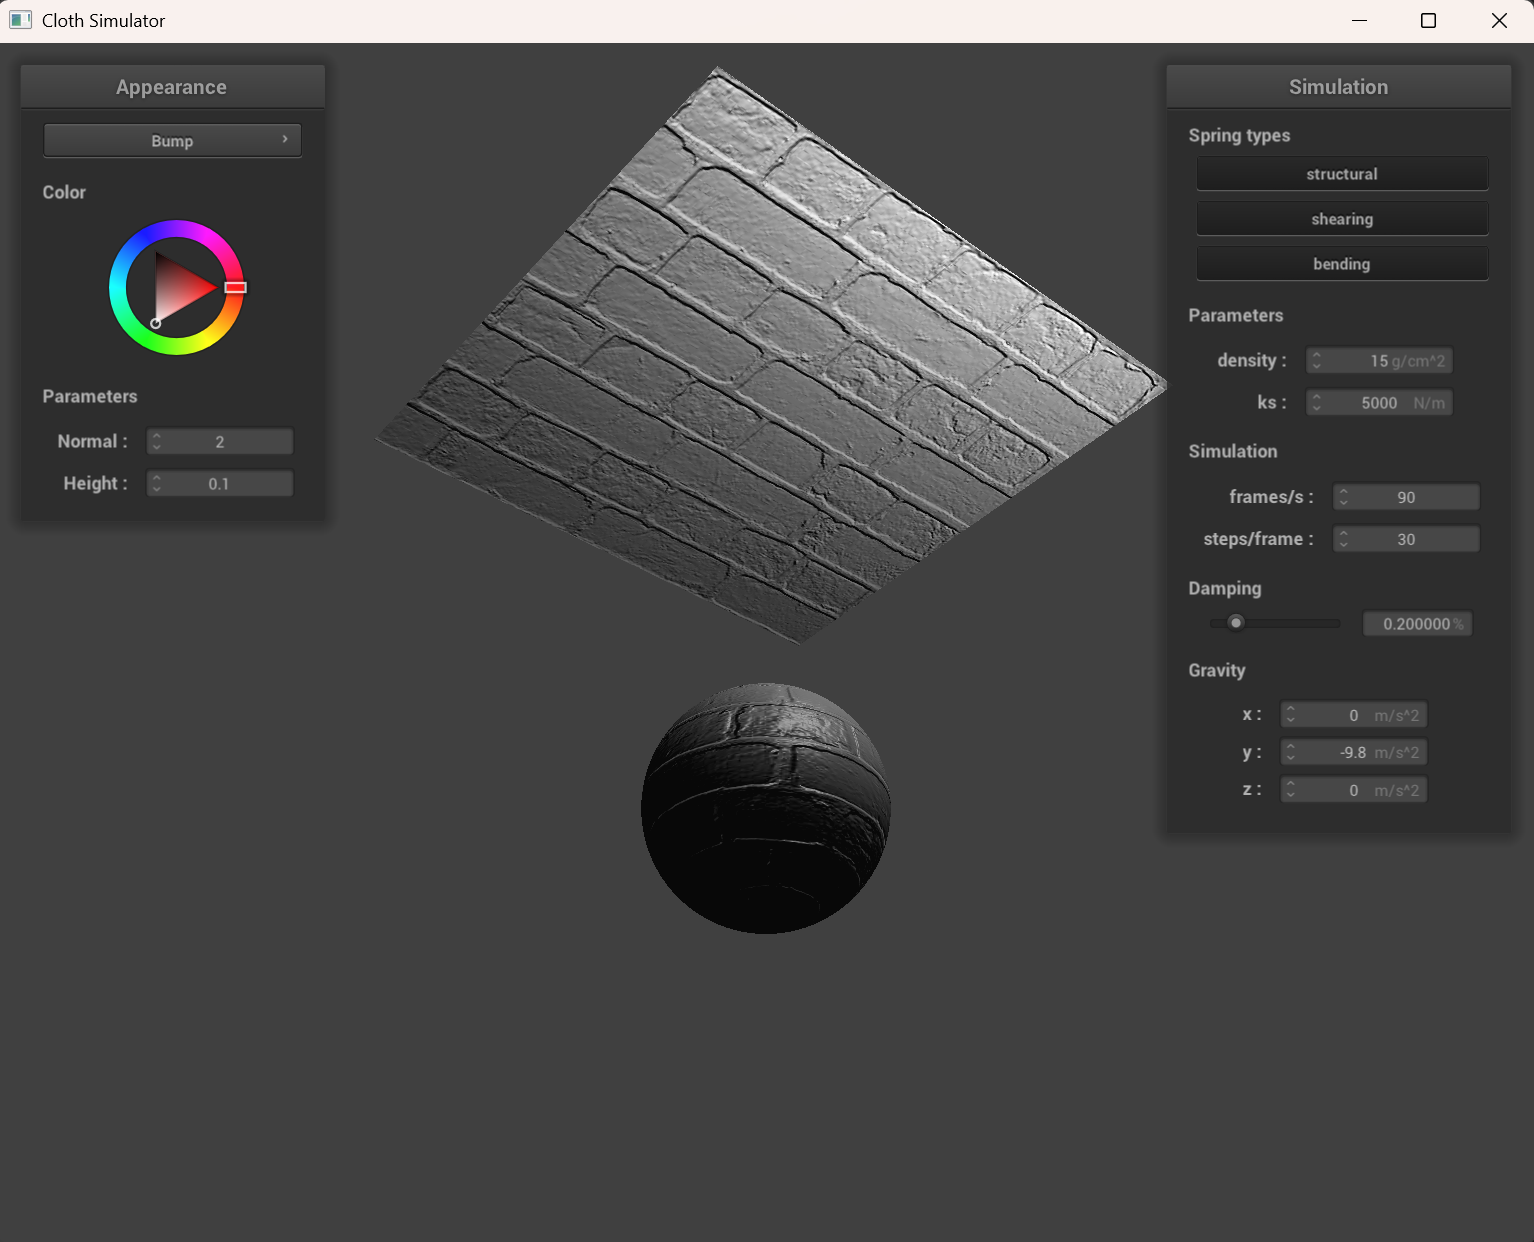 Cloth Simulator
Appearance
Bump
Color
Parameters
Normal : 2
Height : 0.1
Simulation
Spring types
structural
shearing
bending
Parameters
density : 15 g/cm^2
ks : 5000 N/m
Simulation
frames/s : 90
steps/frame : 30
Damping
0.200000 %
Gravity
x : 0 m/s^2
y : -9.8 m/s^2
z : 0 m/s^2